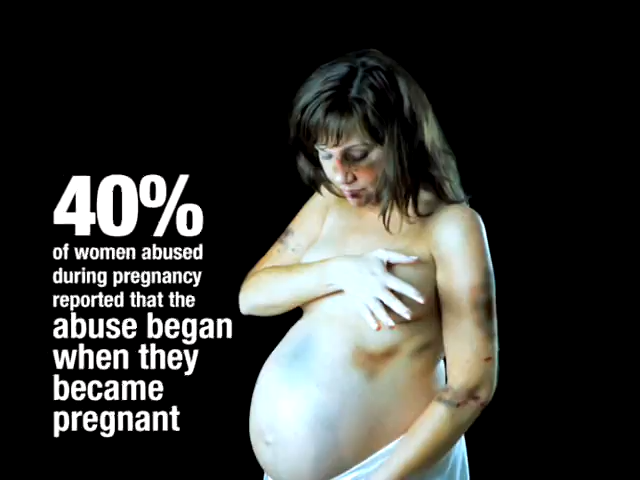 40%
of women abused
during pregnancy
reported that the
abuse began
when they
became
pregnant